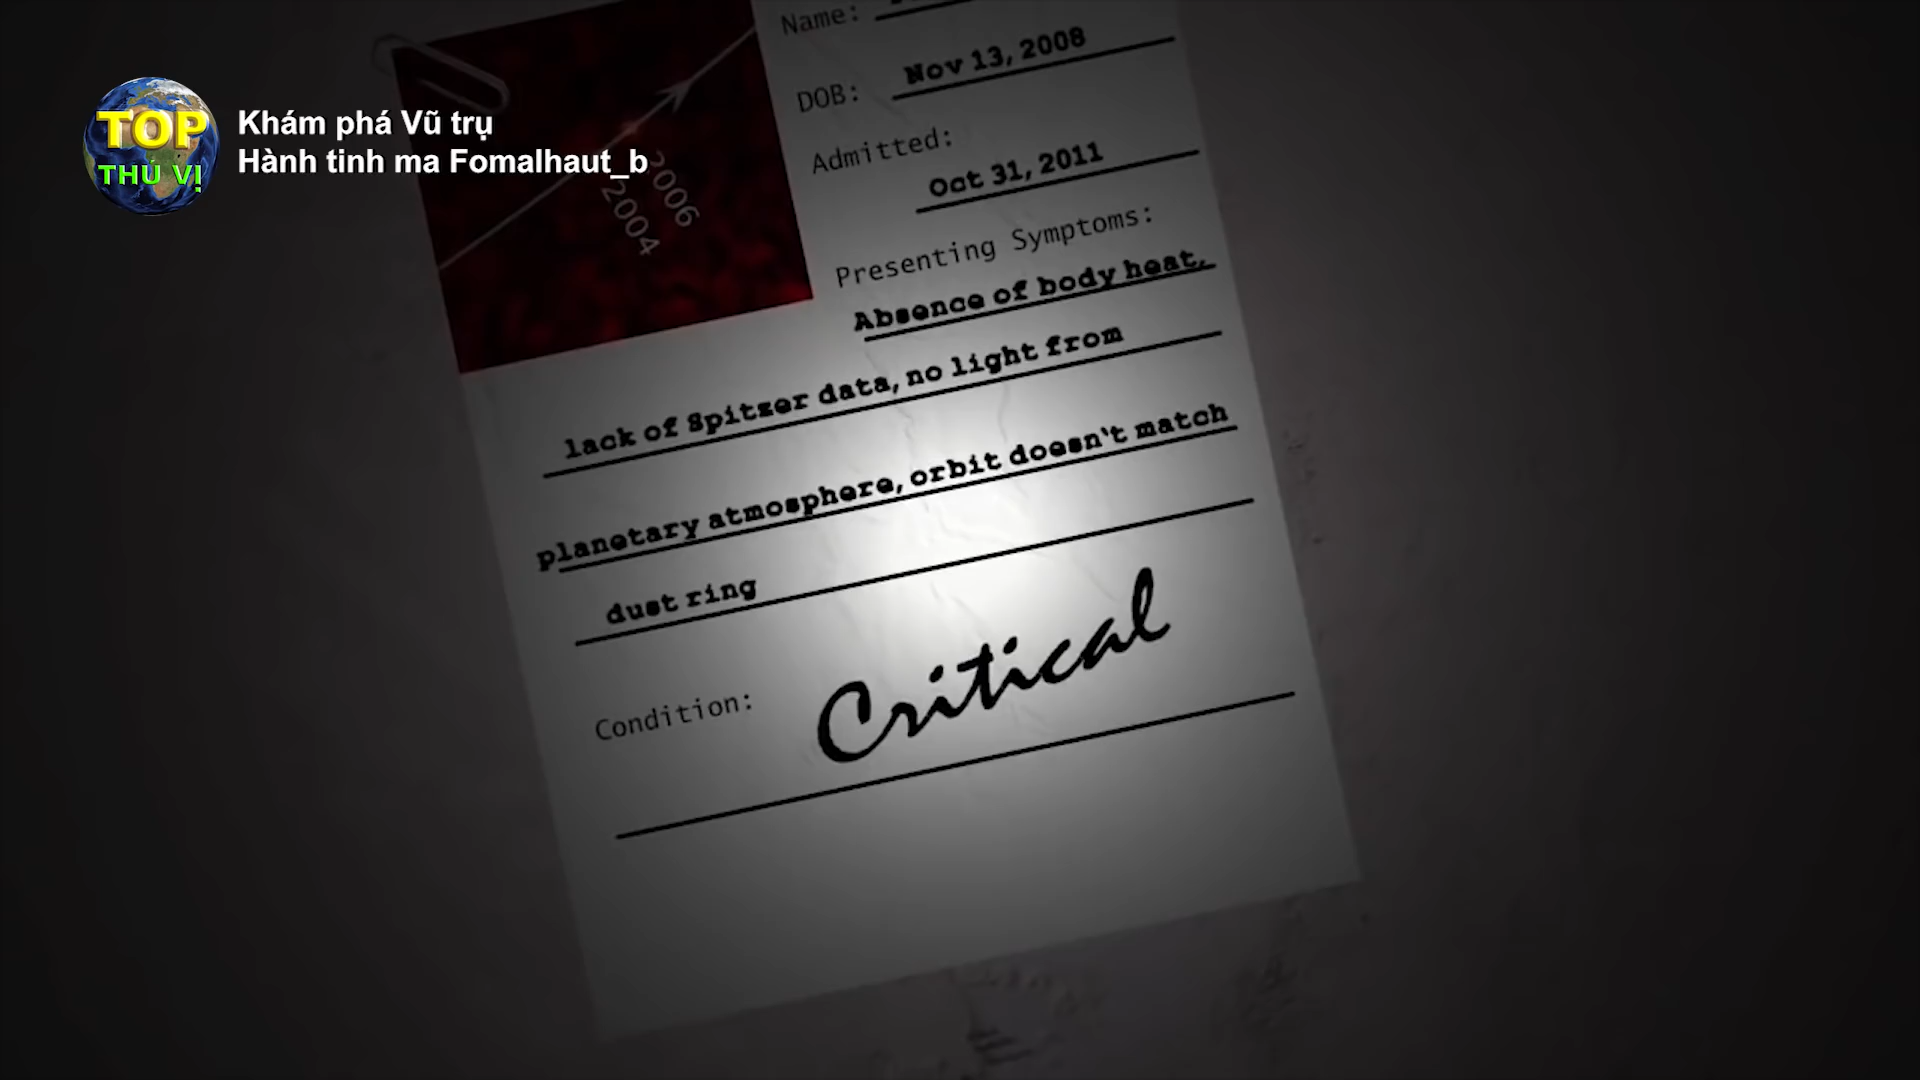 TOP
THÚ VỊ
Khám phá Vũ trụ
Hành tinh ma Fomalhaut_b
2006
2004
Name:
DOB: Nov 13, 2008
Admitted:
Oct 31, 2011
Presenting Symptoms:
Absence of body heat,
lack of Spitzer data, no light from
planetary atmosphere, orbit doesn't match
dust ring
Condition: Critical